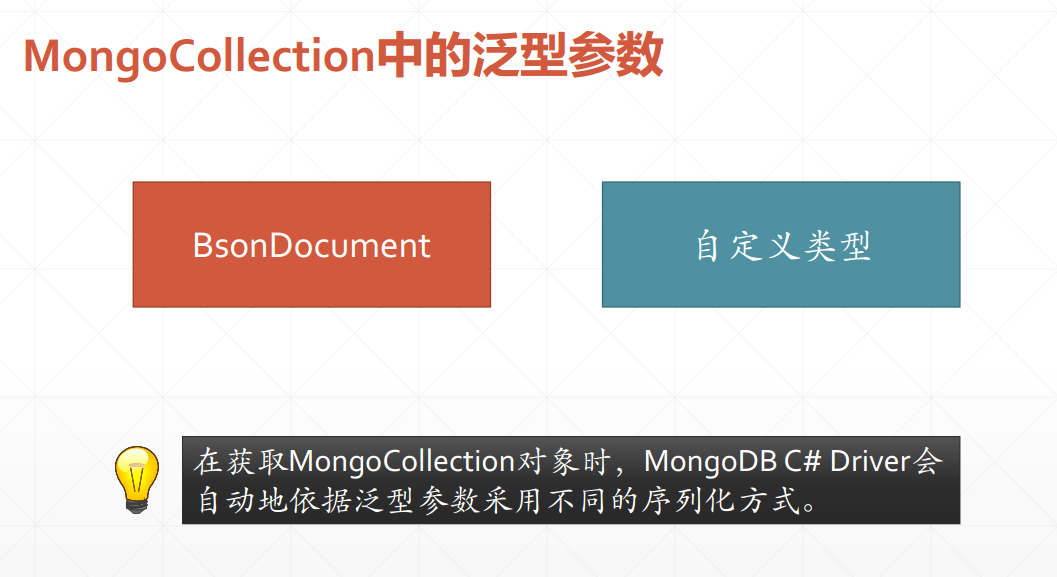 MongoCollection中的泛型参数
BsonDocument
自定义类型
在获取MongoCollection对象时，MongoDB C# Driver会
自动地依据泛型参数采用不同的序列化方式。